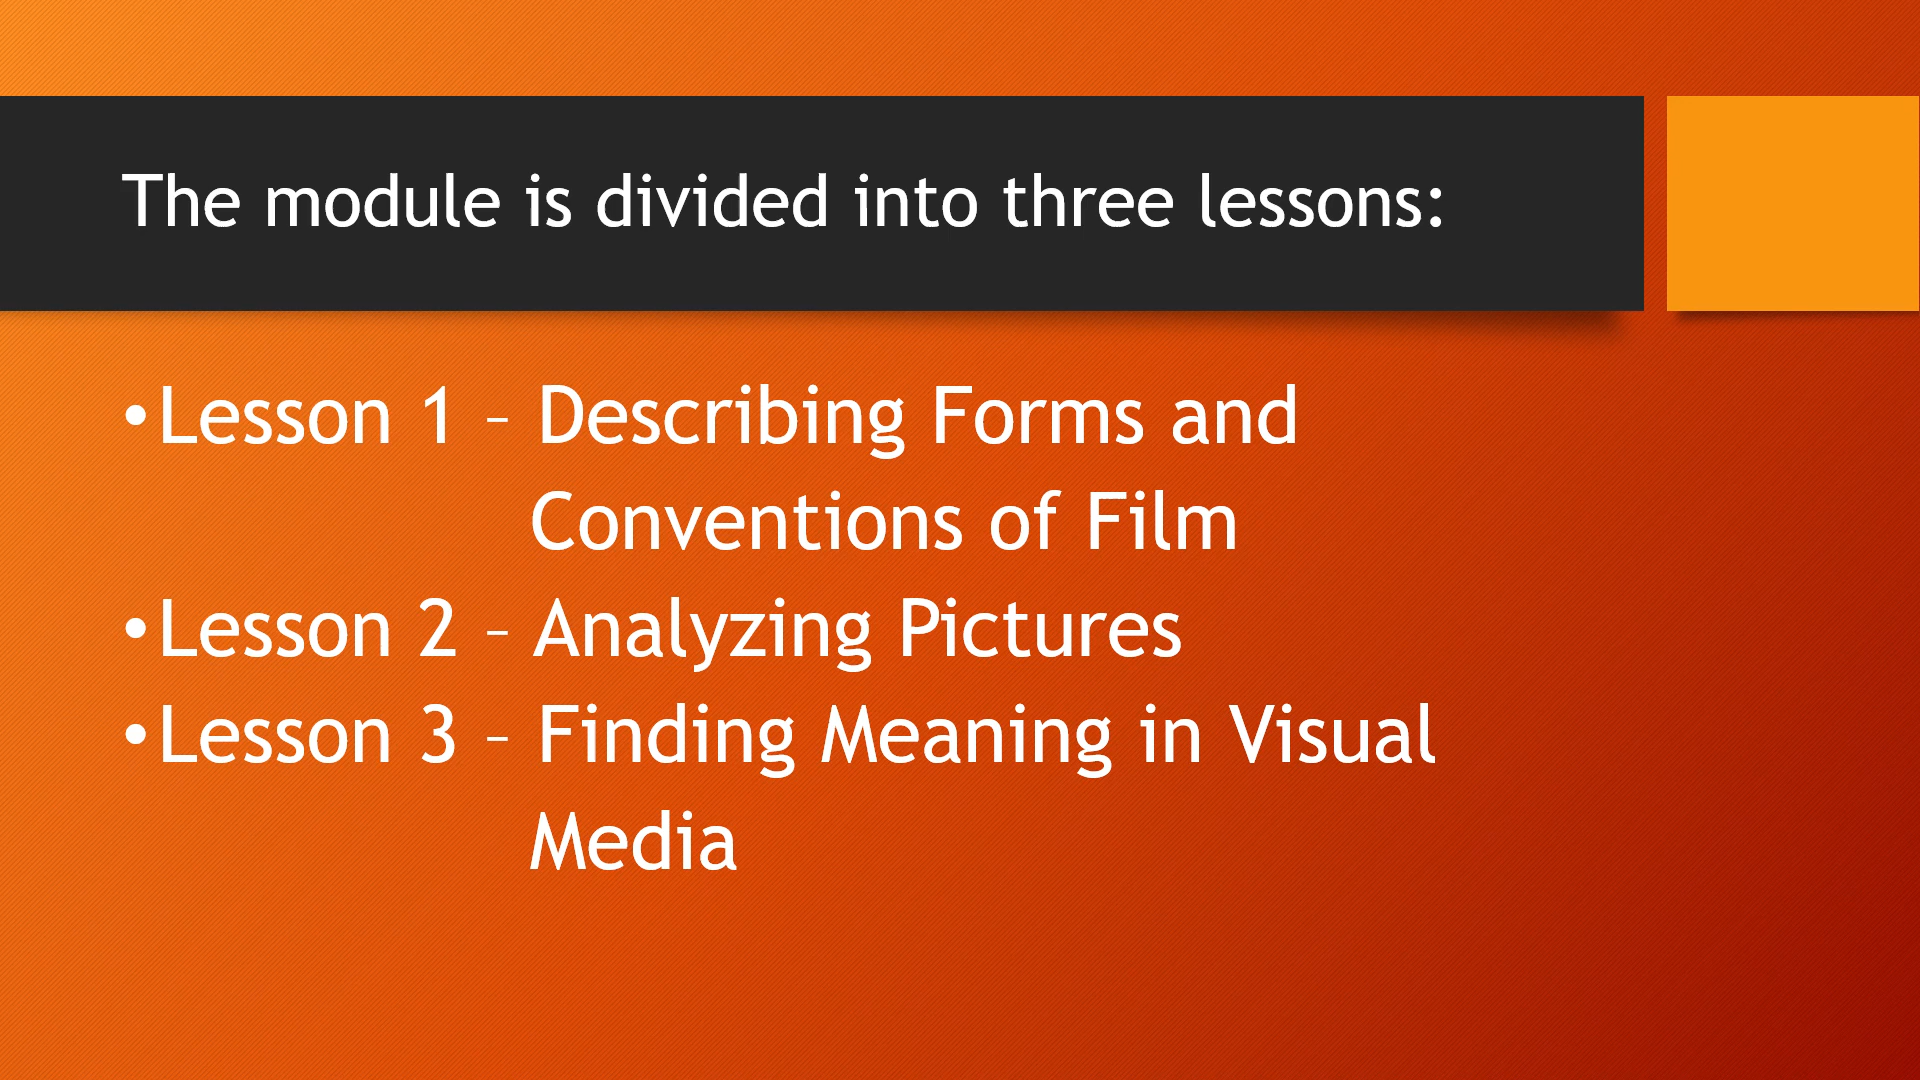 The module is divided into three lessons:
•Lesson 1 – Describing Forms and
Conventions of Film
•Lesson 2 – Analyzing Pictures
•Lesson 3 – Finding Meaning in Visual
Media